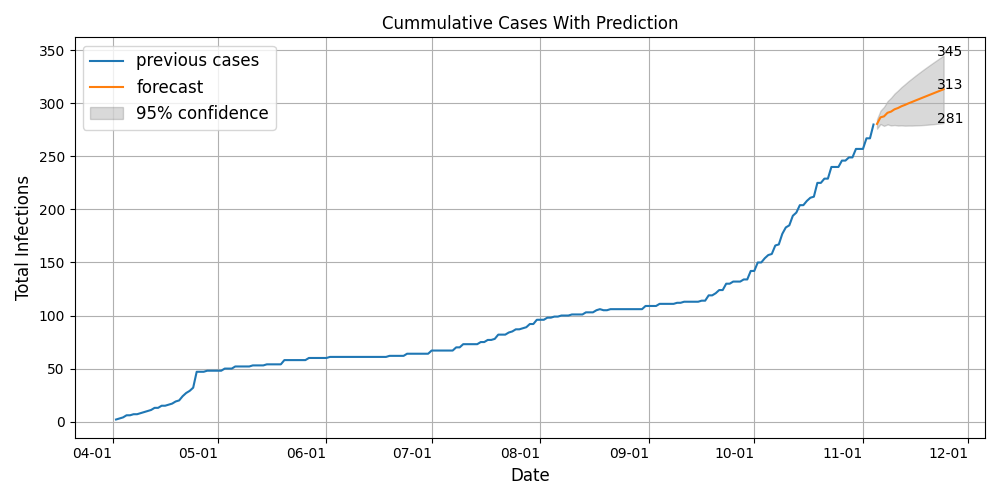 Cummulative Cases With Prediction
previous cases
forecast
95% confidence
345
313
281
350
300
250
200
150
100
50
0
Total Infections
04-01 05-01 06-01 07-01 08-01 09-01 10-01 11-01 12-01
Date